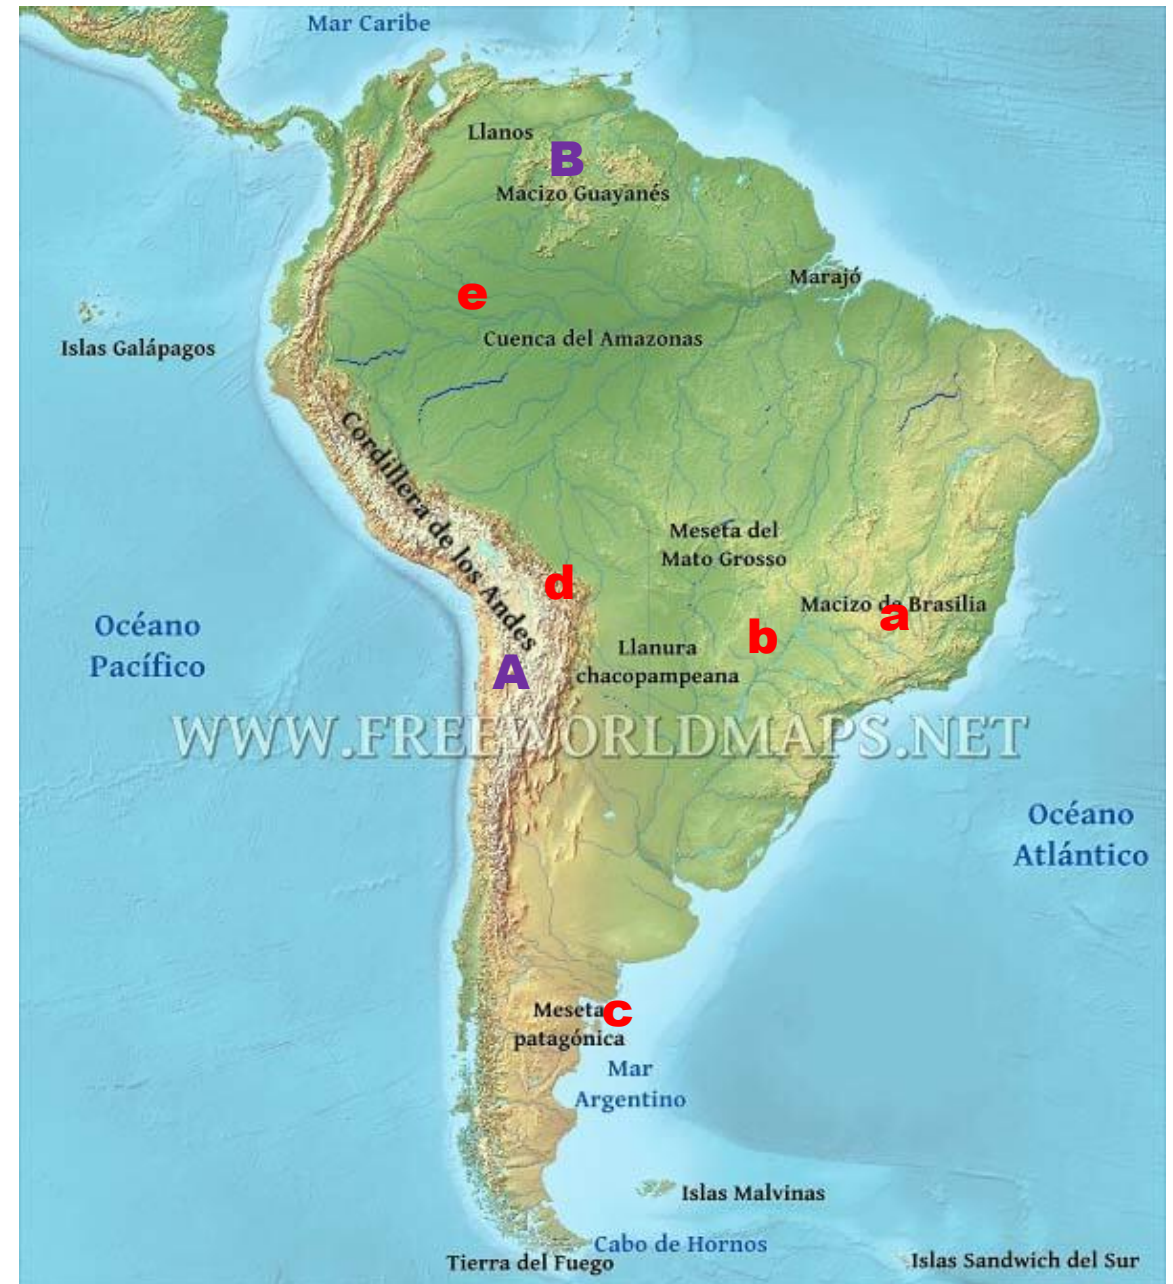 Mar Caribe
Llanos
B
Macizo Guayanés
Marajó
e
Cuenca del Amazonas
Islas Galápagos
Cordillera de los Andes
Meseta del
Mato Grosso
d
Macizo de Brasilia
a
Océano
Pacífico
b
Llanura
chacopampeana
A
WWW.FREEWORLDMAPS.NET
Océano
Atlántico
Meseta
patagónica
c
Mar
Argentino
Islas Malvinas
Cabo de Hornos
Tierra del Fuego
Islas Sandwich del Sur